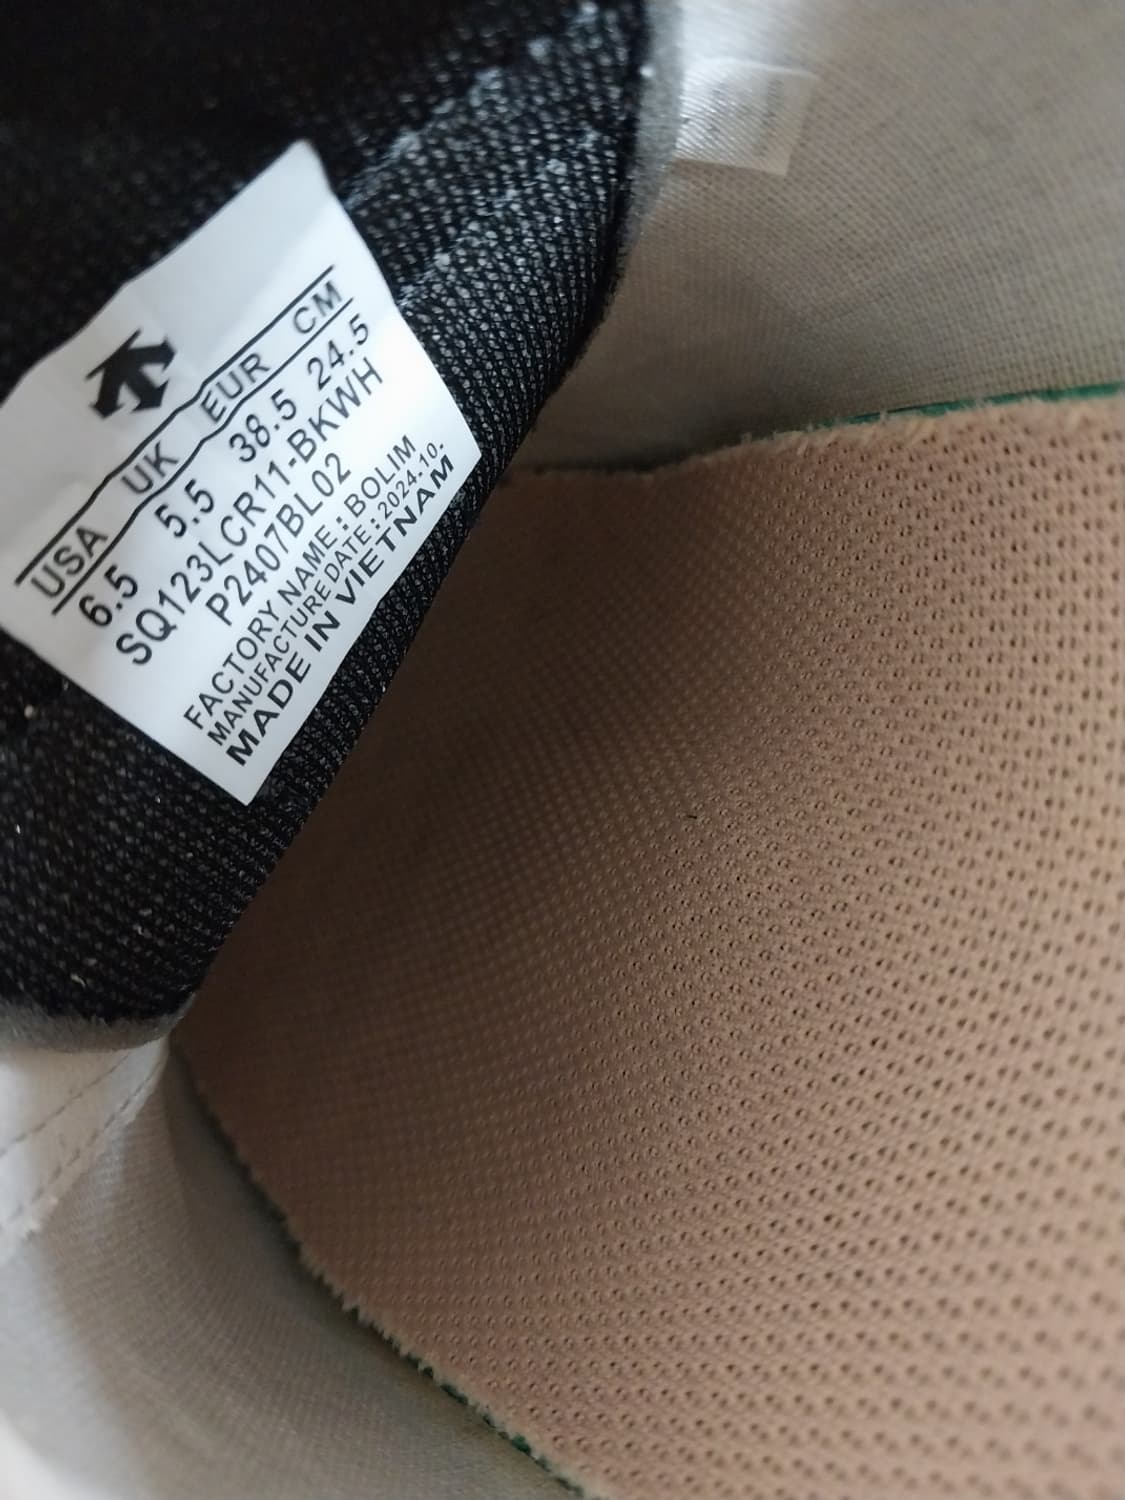 USA UK EUR CM
6.5 5.5 38.5 24.5
SQ123LCR11-BKWH
P2407BL02
FACTORY NAME : BOLIM
MANUFACTURE DATE : 2024.10.
MADE IN VIETNAM